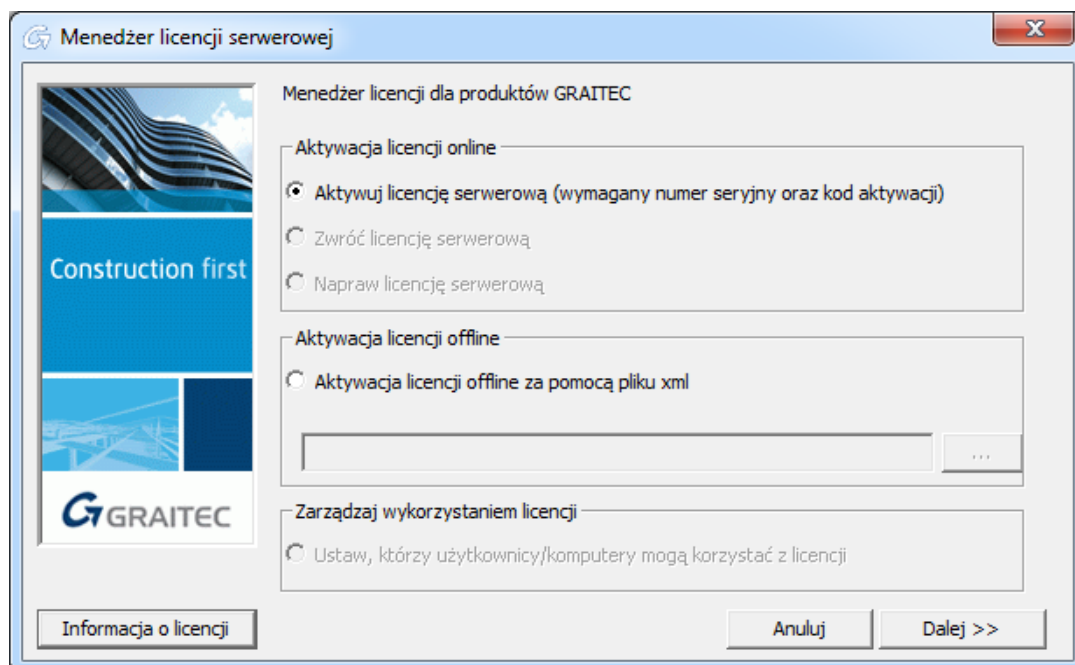 Menedżer licencji serwerowej
Menedżer licencji dla produktów GRAITEC
Aktywacja licencji online
Aktywuj licencję serwerową (wymagany numer seryjny oraz kod aktywacji)
Zwróć licencję serwerową
Napraw licencję serwerową
Construction first
Aktywacja licencji offline
Aktywacja licencji offline za pomocą pliku xml
...
GRAITEC
Zarządzaj wykorzystaniem licencji
Ustaw, którzy użytkownicy/komputery mogą korzystać z licencji
Informacja o licencji
Anuluj
Dalej >>